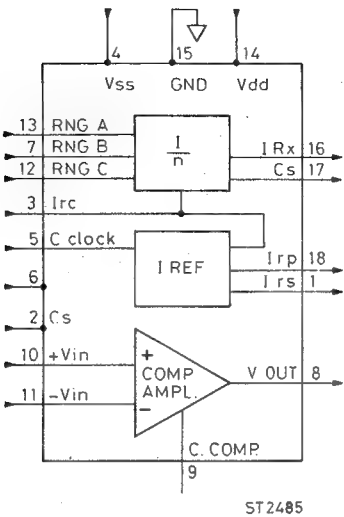 4 15 14
Vss GND Vdd
13 RNG A
7 RNG B
12 RNG C
I
n
IRx 16
Cs 17
3 Irc
5 C clock
I REF
Irp 18
Irs 1
6
2 Cs
10 +Vin
11 -Vin
+
COMP
AMPL.
-
V OUT 8
C. COMP.
9
ST2485